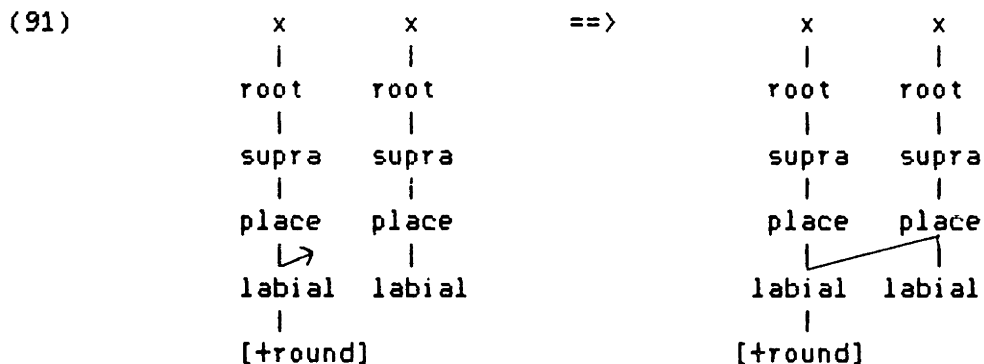 (91) x x ==> x x
root root root root
supra supra supra supra
place place place place
labial labial labial labial
[+round] [+round]